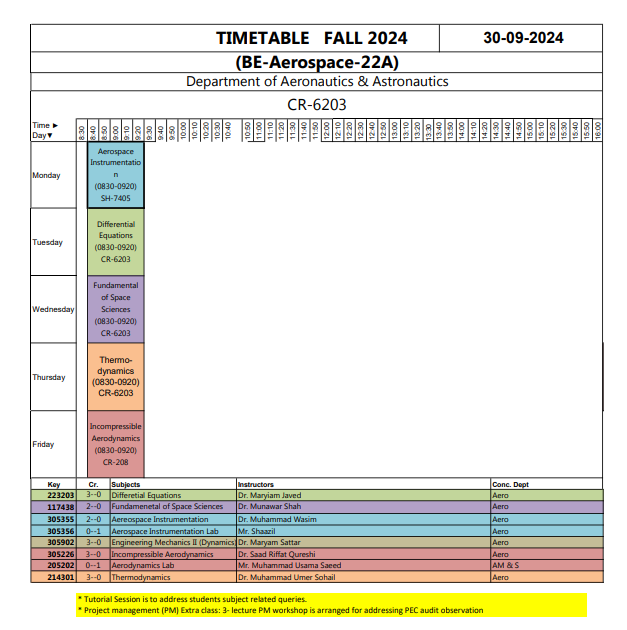 TIMETABLE FALL 2024 30-09-2024
(BE-Aerospace-22A)
Department of Aeronautics & Astronautics
CR-6203
Time ► 8:30 8:40 8:50 9:00 9:10 9:20 9:30 9:40 9:50 10:00 10:10 10:20 10:30 10:40 10:50 11:00 11:10 11:20 11:30 11:40 11:50 12:00 12:10 12:20 12:30 12:40 12:50 13:00 13:10 13:20 13:30 13:40 13:50 14:00 14:10 14:20 14:30 14:40 14:50 15:00 15:10 15:20 15:30 15:40 15:50 16:00
Day▼
Monday
Aerospace
Instrumentatio
n
(0830-0920)
SH-7405
Tuesday
Differential
Equations
(0830-0920)
CR-6203
Wednesday
Fundamental
of Space
Sciences
(0830-0920)
CR-6203
Thursday
Thermo-
dynamics
(0830-0920)
CR-6203
Friday
Incompressible
Aerodynamics
(0830-0920)
CR-208
Key Cr. Subjects Instructors Conc. Dept
223203 3--0 Differetial Equations Dr. Maryiam Javed Aero
117438 2--0 Fundamenetal of Space Sciences Dr. Munawar Shah Aero
305355 2--0 Aeroespace Instrumentation Dr. Muhammad Wasim Aero
305356 0--1 Aerospace Instrumentation Lab Mr. Shaazil Aero
305902 3--0 Engineering Mechanics II (Dynamics) Dr. Maryam Sattar Aero
305226 3--0 Incompressible Aerodynamics Dr. Saad Riffat Qureshi Aero
205202 0--1 Aerodynamics Lab Mr. Muhammad Usama Saeed AM & S
214301 3--0 Thermodynamics Dr. Muhammad Umer Sohail Aero
* Tutorial Session is to address students subject related queries.
* Project management (PM) Extra class: 3- lecture PM workshop is arranged for addressing PEC audit observation